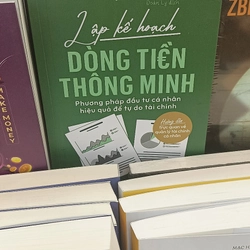 Lập kế hoạch
DÒNG TIỀN
THÔNG MINH
Phương pháp đầu tư cá nhân
hiệu quả để tự do tài chính
MAKE MONEY
ZB